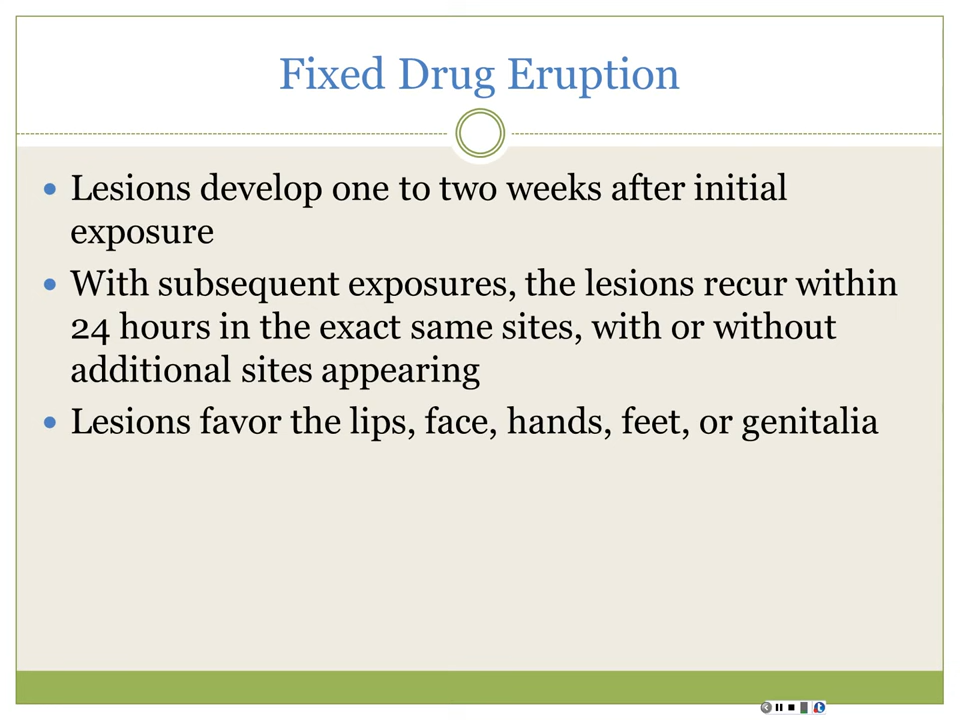 Fixed Drug Eruption
• Lesions develop one to two weeks after initial
exposure
• With subsequent exposures, the lesions recur within
24 hours in the exact same sites, with or without
additional sites appearing
• Lesions favor the lips, face, hands, feet, or genitalia